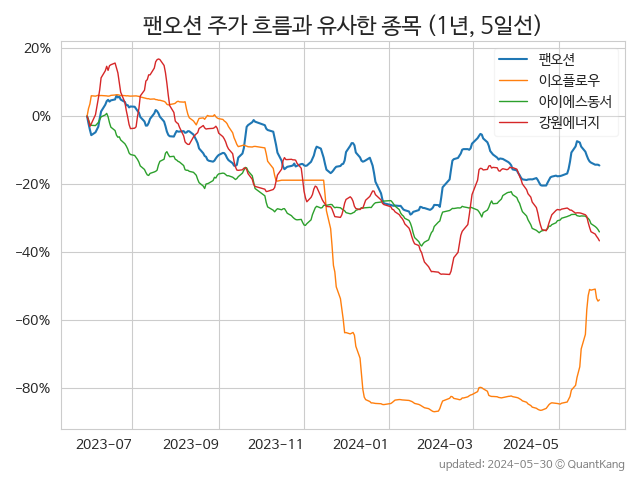 팬오션 주가 흐름과 유사한 종목 (1년, 5일선)
20%
0%
−20%
−40%
−60%
−80%
팬오션
이오플로우
아이에스동서
강원에너지
2023-07
2023-09
2023-11
2024-01
2024-03
2024-05
updated: 2024-05-30 © QuantKang